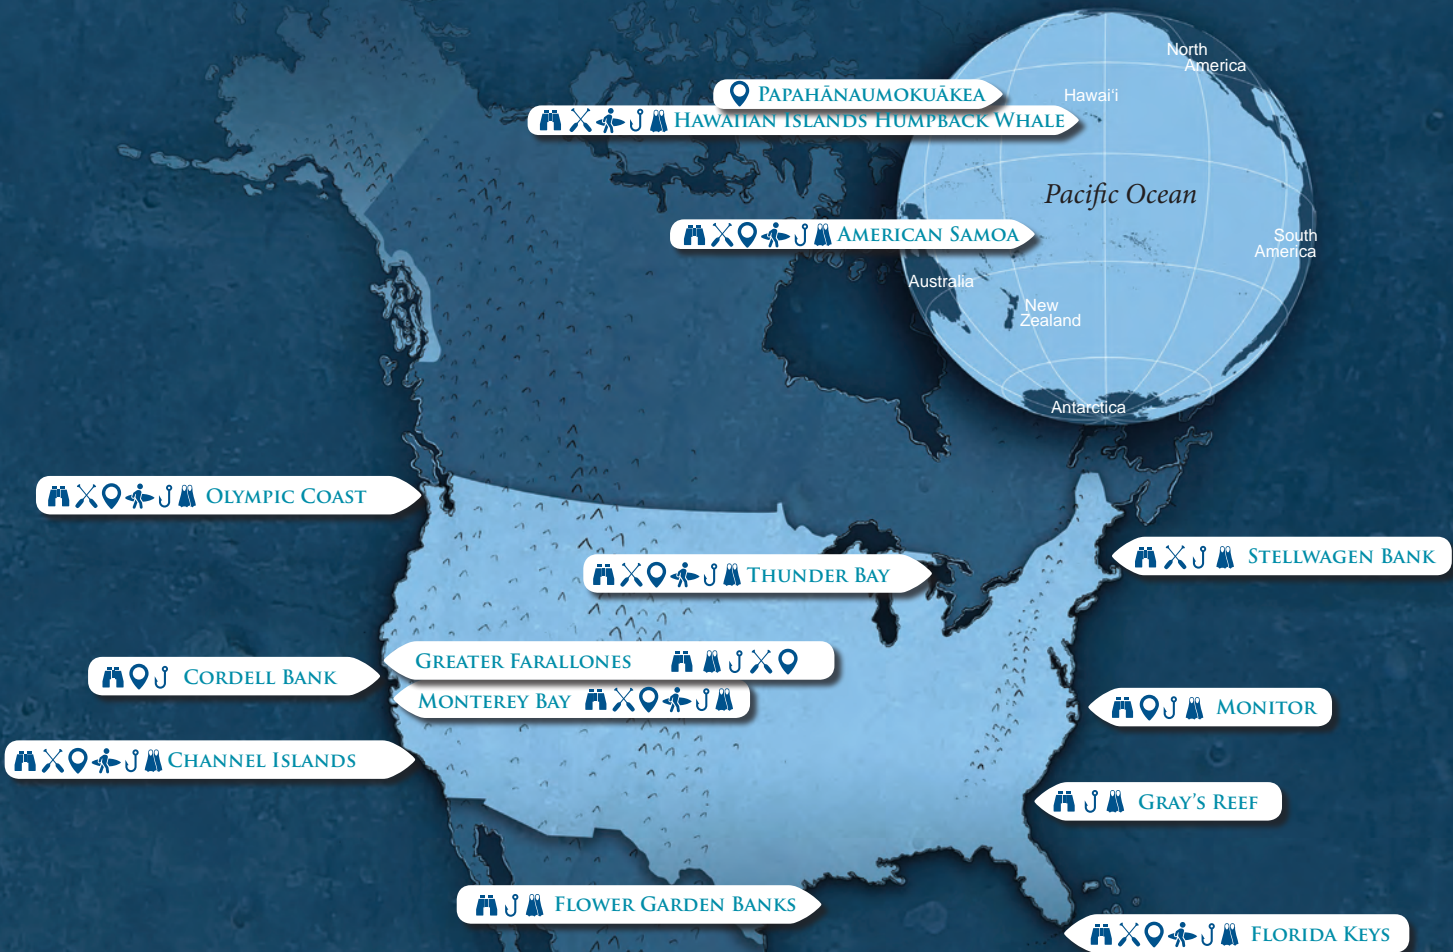 North
America
PAPAHĀNAUMOKUĀKEA
Hawai‘i
HAWAIIAN ISLANDS HUMPBACK WHALE
Pacific Ocean
AMERICAN SAMOA
South
America
Australia
New
Zealand
Antarctica
OLYMPIC COAST
STELLWAGEN BANK
THUNDER BAY
GREATER FARALLONES
CORDELL BANK
MONTEREY BAY
MONITOR
CHANNEL ISLANDS
GRAY’S REEF
FLOWER GARDEN BANKS
FLORIDA KEYS